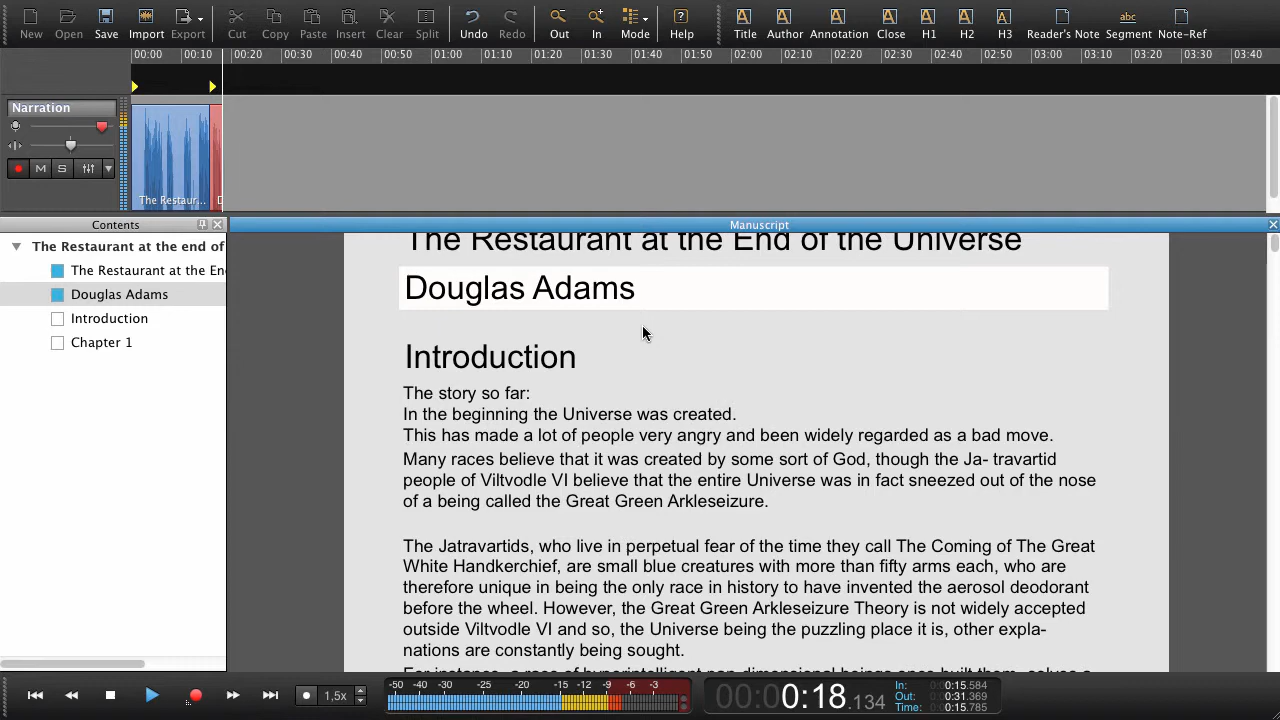 New Open Save Import Export Cut Copy Paste Insert Clear Split Undo Redo Out In Mode Help Title Author Annotation Close H1 H2 H3 Reader's Note Segment Note-Ref
00:00 00:10 00:20 00:30 00:40 00:50 01:00 01:10 01:20 01:30 01:40 01:50 02:00 02:10 02:20 02:30 02:40 02:50 03:00 03:10 03:20 03:30 03:40
Narration
M S
The Restaur... D
Contents
Manuscript
The Restaurant at the end of
The Restaurant at the En
Douglas Adams
Introduction
Chapter 1
The Restaurant at the End of the Universe
Douglas Adams
Introduction
The story so far:
In the beginning the Universe was created.
This has made a lot of people very angry and been widely regarded as a bad move.
Many races believe that it was created by some sort of God, though the Ja- travartid
people of Viltvodle VI believe that the entire Universe was in fact sneezed out of the nose
of a being called the Great Green Arkleseizure.
The Jatravartids, who live in perpetual fear of the time they call The Coming of The Great
White Handkerchief, are small blue creatures with more than fifty arms each, who are
therefore unique in being the only race in history to have invented the aerosol deodorant
before the wheel. However, the Great Green Arkleseizure Theory is not widely accepted
outside Viltvodle VI and so, the Universe being the puzzling place it is, other expla-
nations are constantly being sought.
1,5x
-50 -40 -30 -20 -15 -12 -9 -6 -3
00:00:18.134
In: 0:00:15.584
Out: 0:00:31.369
Time: 0:00:15.785